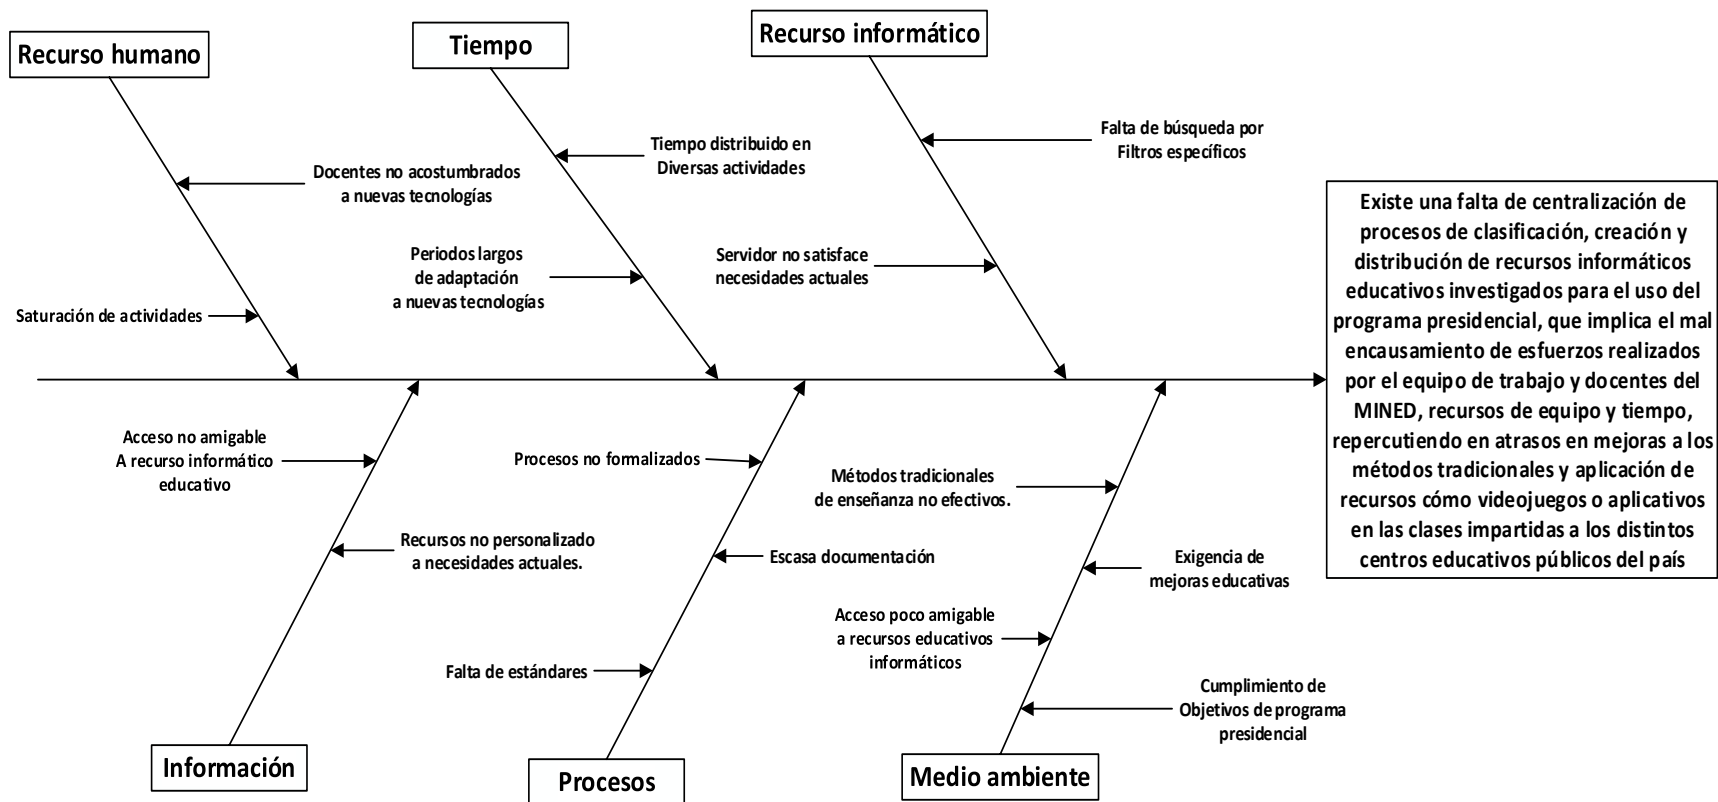 Recurso humano
Tiempo
Recurso informático
Docentes no acostumbrados
a nuevas tecnologías
Saturación de actividades
Tiempo distribuido en
Diversas actividades
Periodos largos
de adaptación
a nuevas tecnologías
Falta de búsqueda por
Filtros específicos
Servidor no satisface
necesidades actuales
Existe una falta de centralización de
procesos de clasificación, creación y
distribución de recursos informáticos
educativos investigados para el uso del
programa presidencial, que implica el mal
encausamiento de esfuerzos realizados
por el equipo de trabajo y docentes del
MINED, recursos de equipo y tiempo,
repercutiendo en atrasos en mejoras a los
métodos tradicionales y aplicación de
recursos cómo videojuegos o aplicativos
en las clases impartidas a los distintos
centros educativos públicos del país
Acceso no amigable
A recurso informático
educativo
Recursos no personalizado
a necesidades actuales.
Información
Procesos no formalizados
Escasa documentación
Falta de estándares
Procesos
Métodos tradicionales
de enseñanza no efectivos.
Exigencia de
mejoras educativas
Acceso poco amigable
a recursos educativos
informáticos
Cumplimiento de
Objetivos de programa
presidencial
Medio ambiente